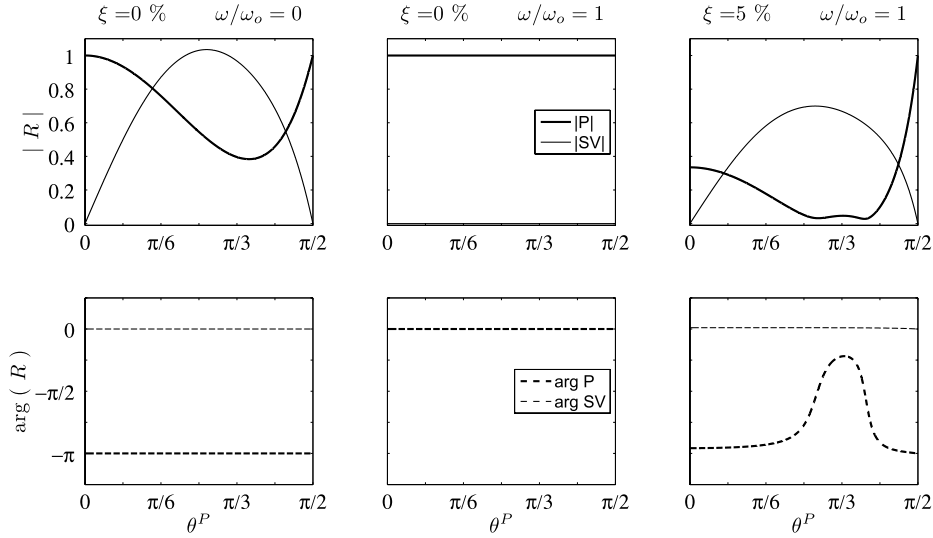 ξ =0 % ω/ωo = 0
ξ =0 % ω/ωo = 1
ξ =5 % ω/ωo = 1
| R |
1
0.8
0.6
0.4
0.2
0
0 π/6 π/3 π/2
|P|
|SV|
0 π/6 π/3 π/2
0 π/6 π/3 π/2
arg ( R )
0
−π/2
−π
0 π/6 π/3 π/2
θP
arg P
arg SV
0 π/6 π/3 π/2
θP
0 π/6 π/3 π/2
θP